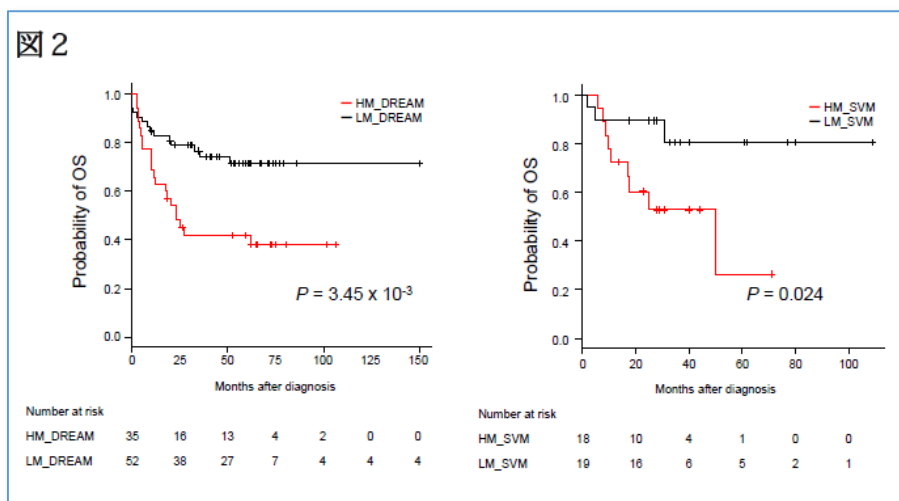 図2
HM_DREAM
LM_DREAM
Probability of OS
1.0
0.8
0.6
0.4
0.2
0.0
P = 3.45 x 10-3
0 25 50 75 100 125 150
Months after diagnosis
Number at risk
HM_DREAM 35 16 13 4 2 0 0
LM_DREAM 52 38 27 7 4 4 4
HM_SVM
LM_SVM
Probability of OS
1.0
0.8
0.6
0.4
0.2
0.0
P = 0.024
0 20 40 60 80 100
Months after diagnosis
Number at risk
HM_SVM 18 10 4 1 0 0
LM_SVM 19 16 6 5 2 1